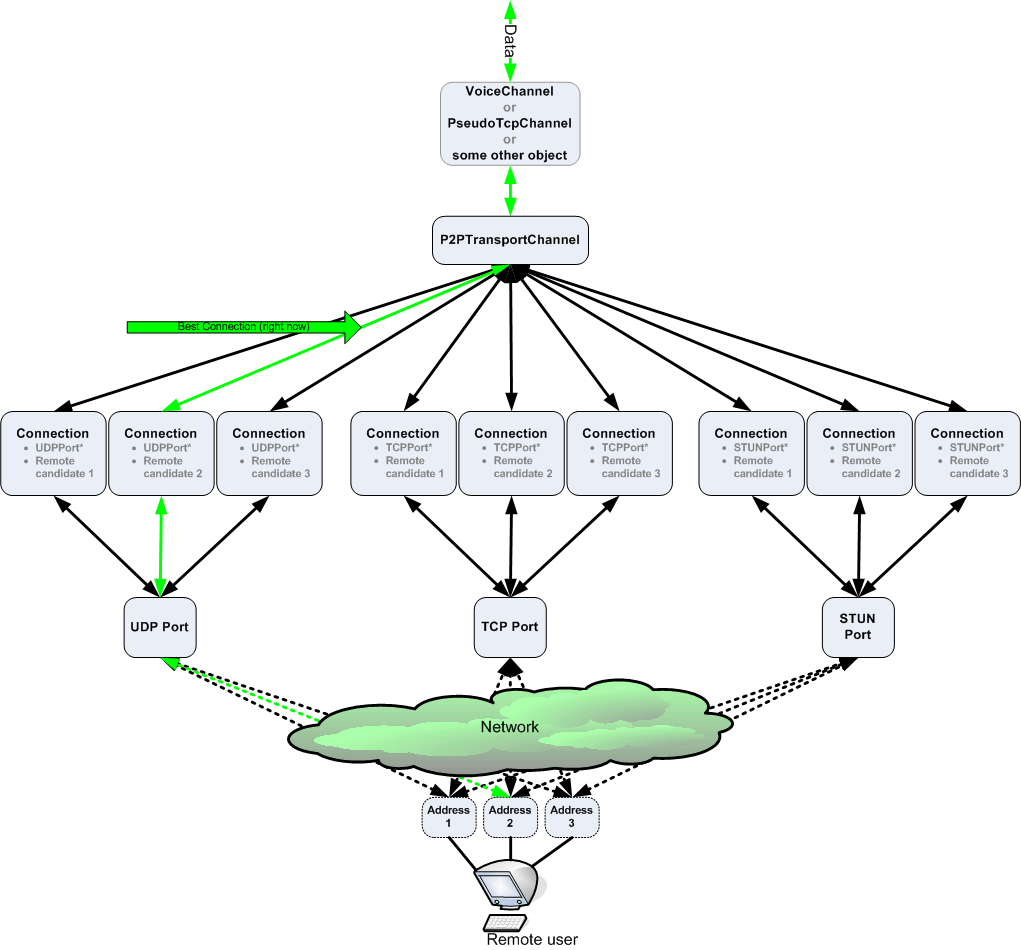 Data
VoiceChannel
or
PseudoTcpChannel
or
some other object
P2PTransportChannel
Best Connection (right now)
Connection
• UDPPort*
• Remote
candidate 1
Connection
• UDPPort*
• Remote
candidate 2
Connection
• UDPPort*
• Remote
candidate 3
Connection
• TCPPort*
• Remote
candidate 1
Connection
• TCPPort*
• Remote
candidate 2
Connection
• TCPPort*
• Remote
candidate 3
Connection
• STUNPort*
• Remote
candidate 1
Connection
• STUNPort*
• Remote
candidate 2
Connection
• STUNPort*
• Remote
candidate 3
UDP Port
TCP Port
STUN
Port
Network
Address
1
Address
2
Address
3
Remote user